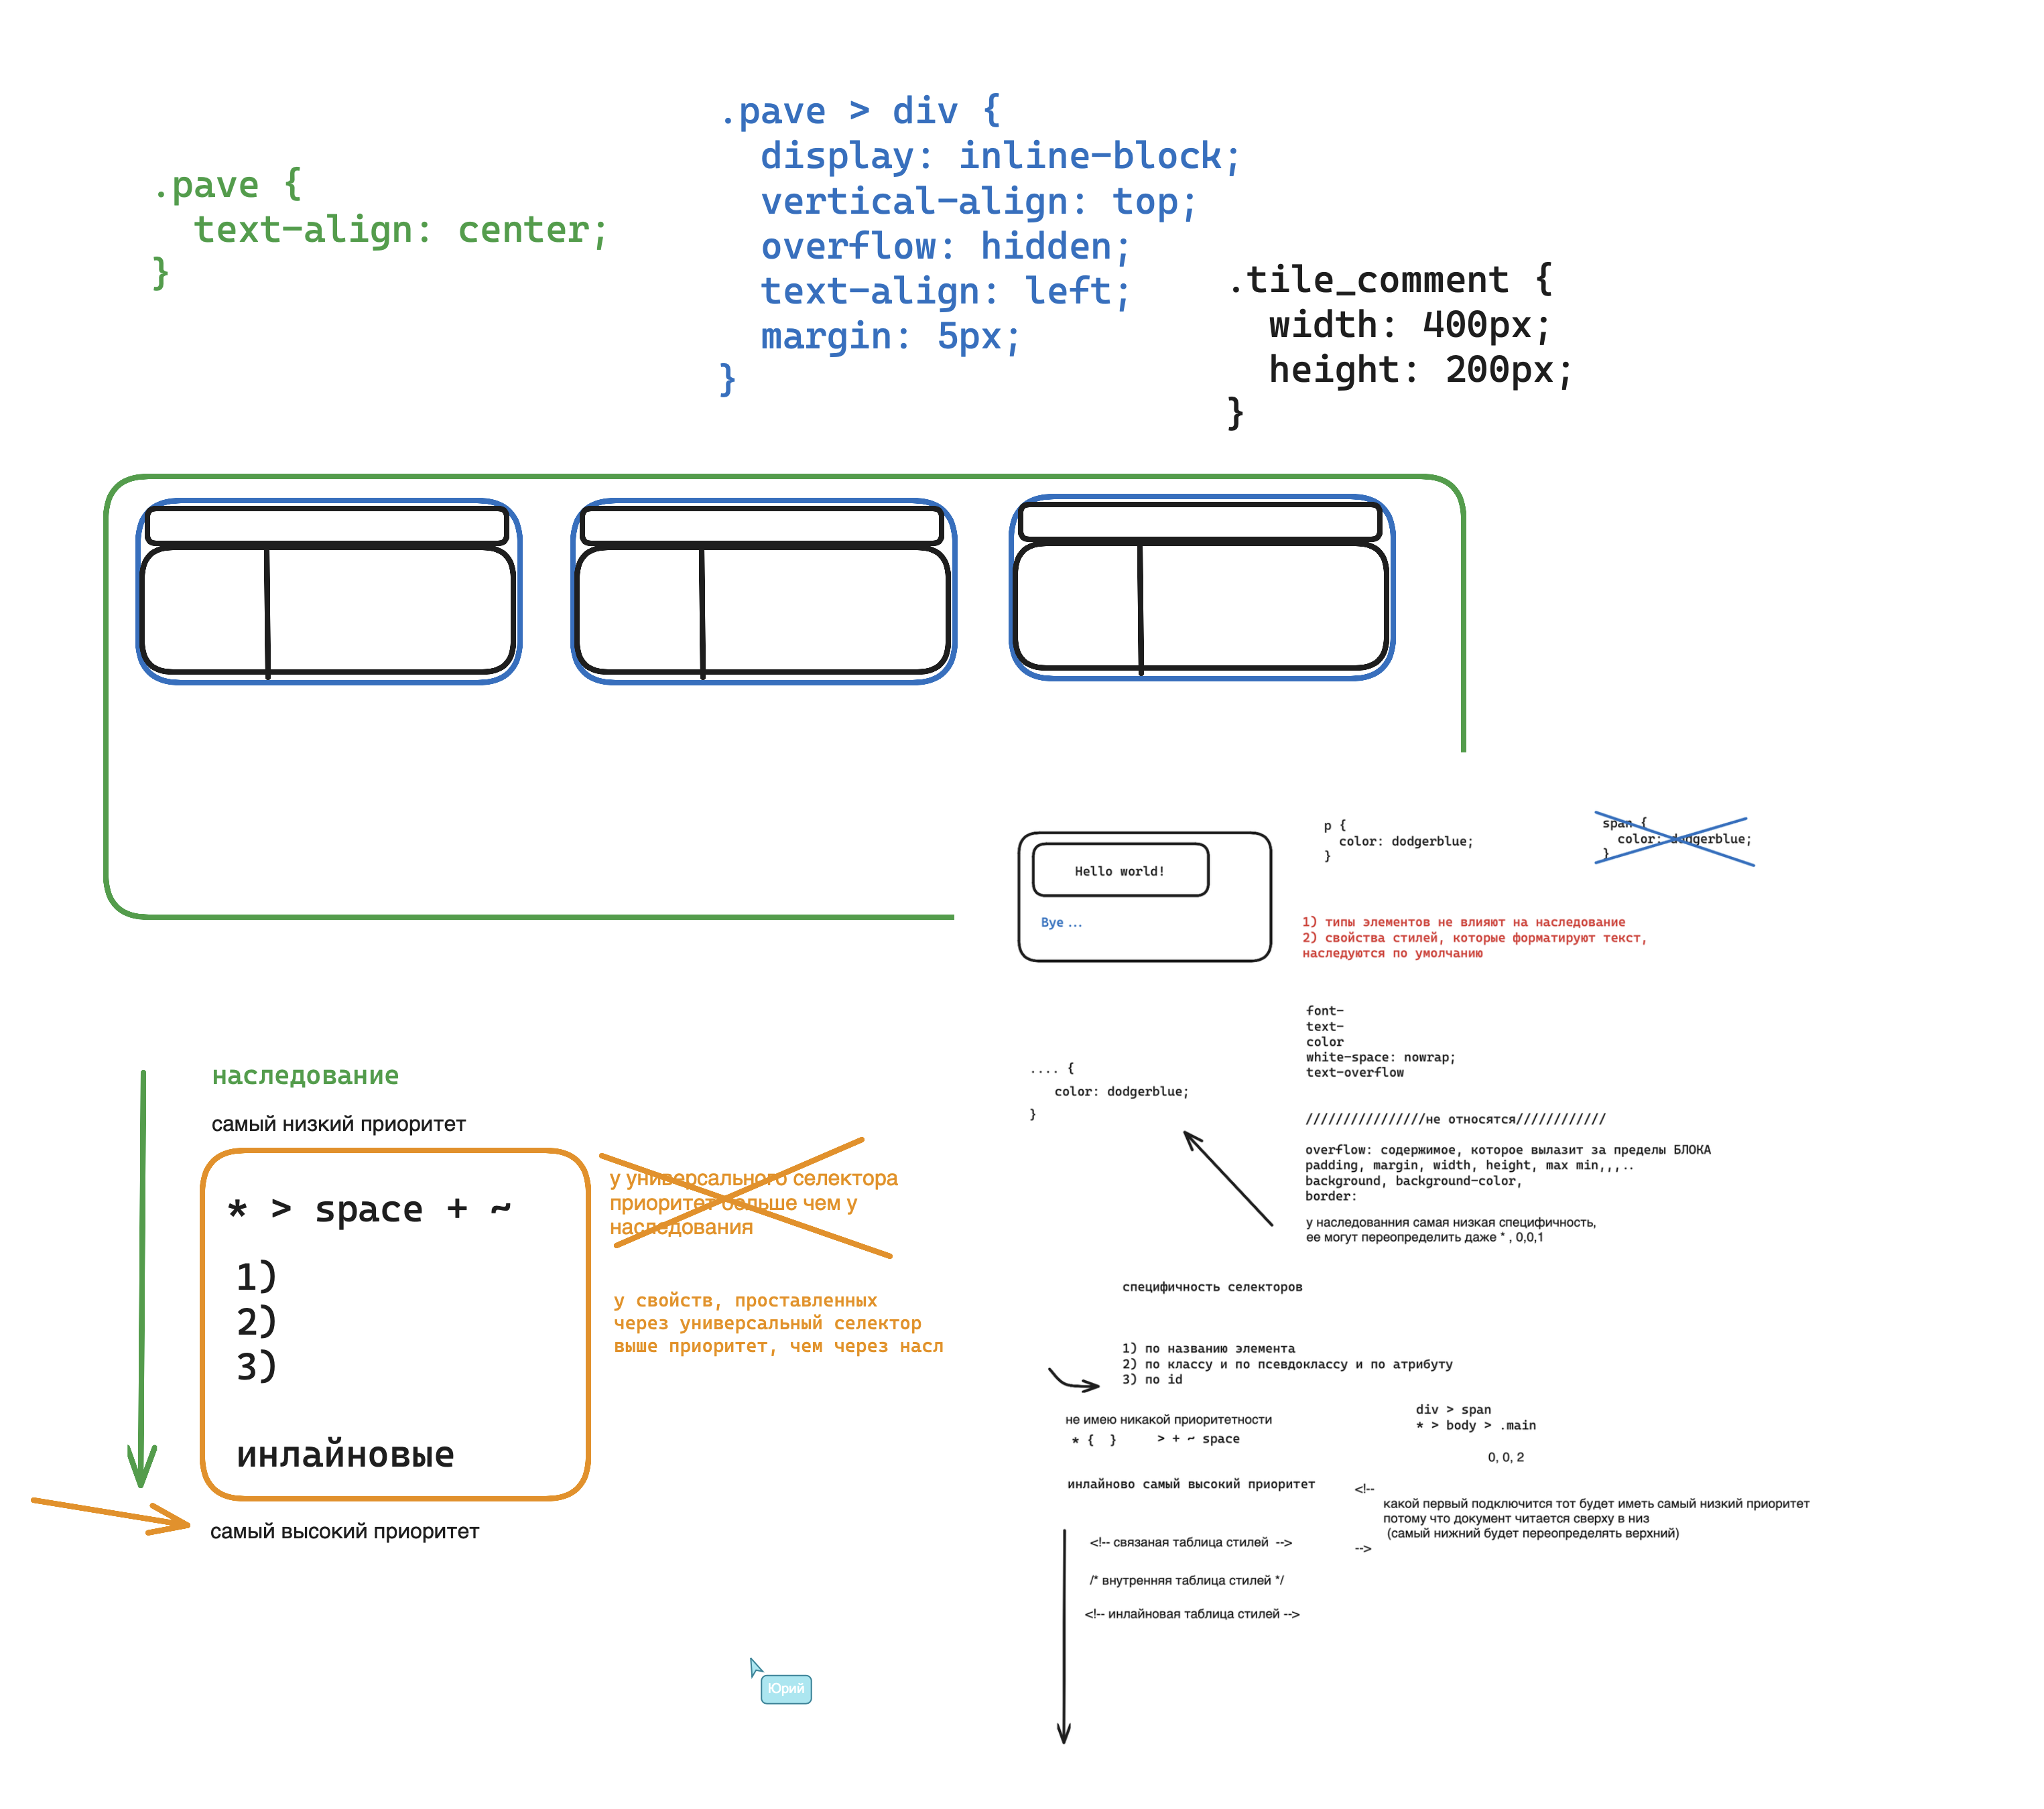 .pave {
  text-align: center;
}
.pave > div {
  display: inline-block;
  vertical-align: top;
  overflow: hidden;
  text-align: left;
  margin: 5px;
}
.tile_comment {
  width: 400px;
  height: 200px;
}
Hello world!
Bye ...
p {
  color: dodgerblue;
}
span {
  color: dodgerblue;
}
1) типы элементов не влияют на наследование
2) свойства стилей, которые форматируют текст,
наследуются по умолчанию
font-
text-
color
white-space: nowrap;
text-overflow
.... {
color: dodgerblue;
}
////////////////не относятся////////////
overflow: содержимое, которое вылазит за пределы БЛОКА
padding, margin, width, height, max min,,,..
background, background-color,
border:
у наследованния самая низкая специфичность,
ее могут переопределить даже * , 0,0,1
наследование
самый низкий приоритет
* > space + ~
1)
2)
3)
инлайновые
самый высокий приоритет
у универсального селектора
приоритет больше чем у
наследования
у свойств, проставленных
через универсальный селектор
выше приоритет, чем через насл
специфичность селекторов
1) по названию элемента
2) по классу и по псевдоклассу и по атрибуту
3) по id
не имею никакой приоритетности
* {  }
> + ~ space
div > span
* > body > .main
0, 0, 2
инлайново самый высокий приоритет
<!--
какой первый подключится тот будет иметь самый низкий приоритет
потому что документ читается сверху в низ
(самый нижний будет переопределять верхний)
-->
<!-- связаная таблица стилей  -->
/* внутренняя таблица стилей */
<!-- инлайновая таблица стилей -->
Юрий